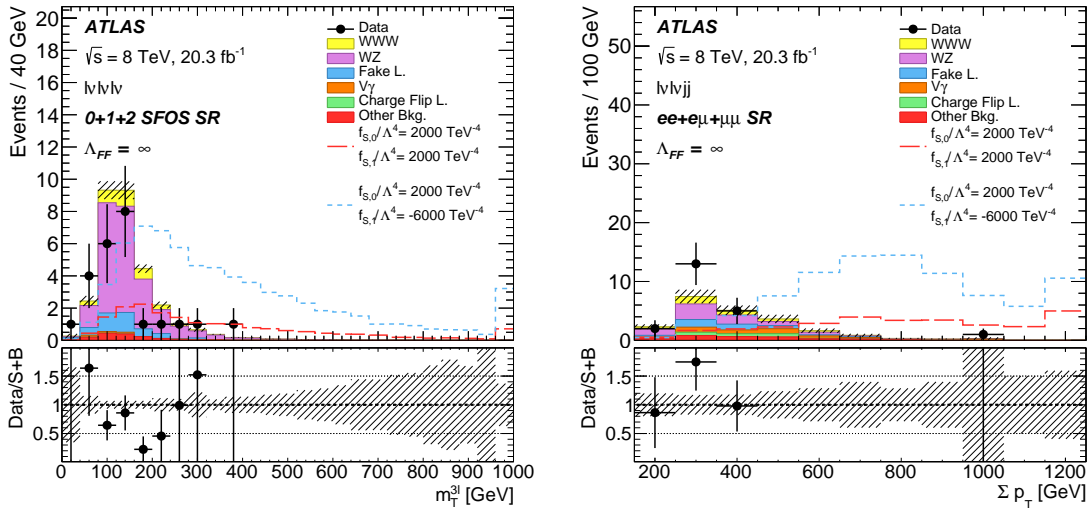 ATLAS
√s = 8 TeV, 20.3 fb⁻¹
lνlνlν
0+1+2 SFOS SR
Λ_FF = ∞
Data
WWW
WZ
Fake L.
Vγ
Charge Flip L.
Other Bkg.
f_S,0/Λ⁴= 2000 TeV⁻⁴
f_S,1/Λ⁴= 2000 TeV⁻⁴
f_S,0/Λ⁴= 2000 TeV⁻⁴
f_S,1/Λ⁴= -6000 TeV⁻⁴
Events / 40 GeV
20
18
16
14
12
10
8
6
4
2
0
Data/S+B
1.5
1
0.5
0 100 200 300 400 500 600 700 800 900 1000
m_T^3l [GeV]
ATLAS
√s = 8 TeV, 20.3 fb⁻¹
lνlνjj
ee+eμ+μμ SR
Λ_FF = ∞
Data
WWW
WZ
Fake L.
Vγ
Charge Flip L.
Other Bkg.
f_S,0/Λ⁴= 2000 TeV⁻⁴
f_S,1/Λ⁴= 2000 TeV⁻⁴
f_S,0/Λ⁴= 2000 TeV⁻⁴
f_S,1/Λ⁴= -6000 TeV⁻⁴
Events / 100 GeV
50
40
30
20
10
0
Data/S+B
1.5
1
0.5
200 400 600 800 1000 1200
Σ p_T [GeV]